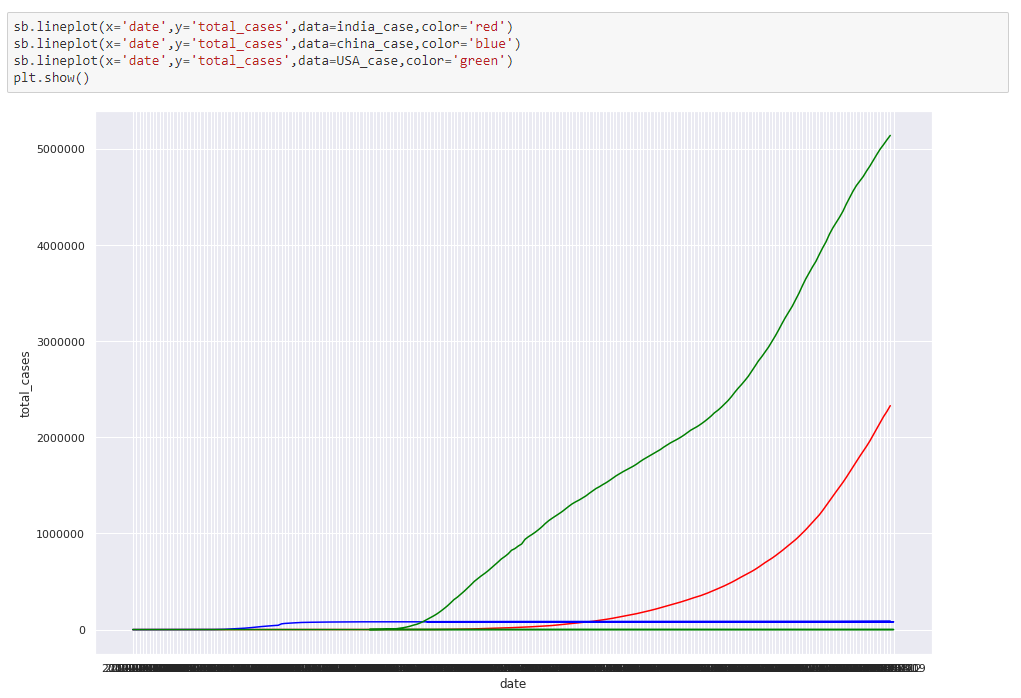 sb.lineplot(x='date',y='total_cases',data=india_case,color='red')
sb.lineplot(x='date',y='total_cases',data=china_case,color='blue')
sb.lineplot(x='date',y='total_cases',data=USA_case,color='green')
plt.show()
5000000
4000000
3000000
2000000
1000000
0
total_cases
date